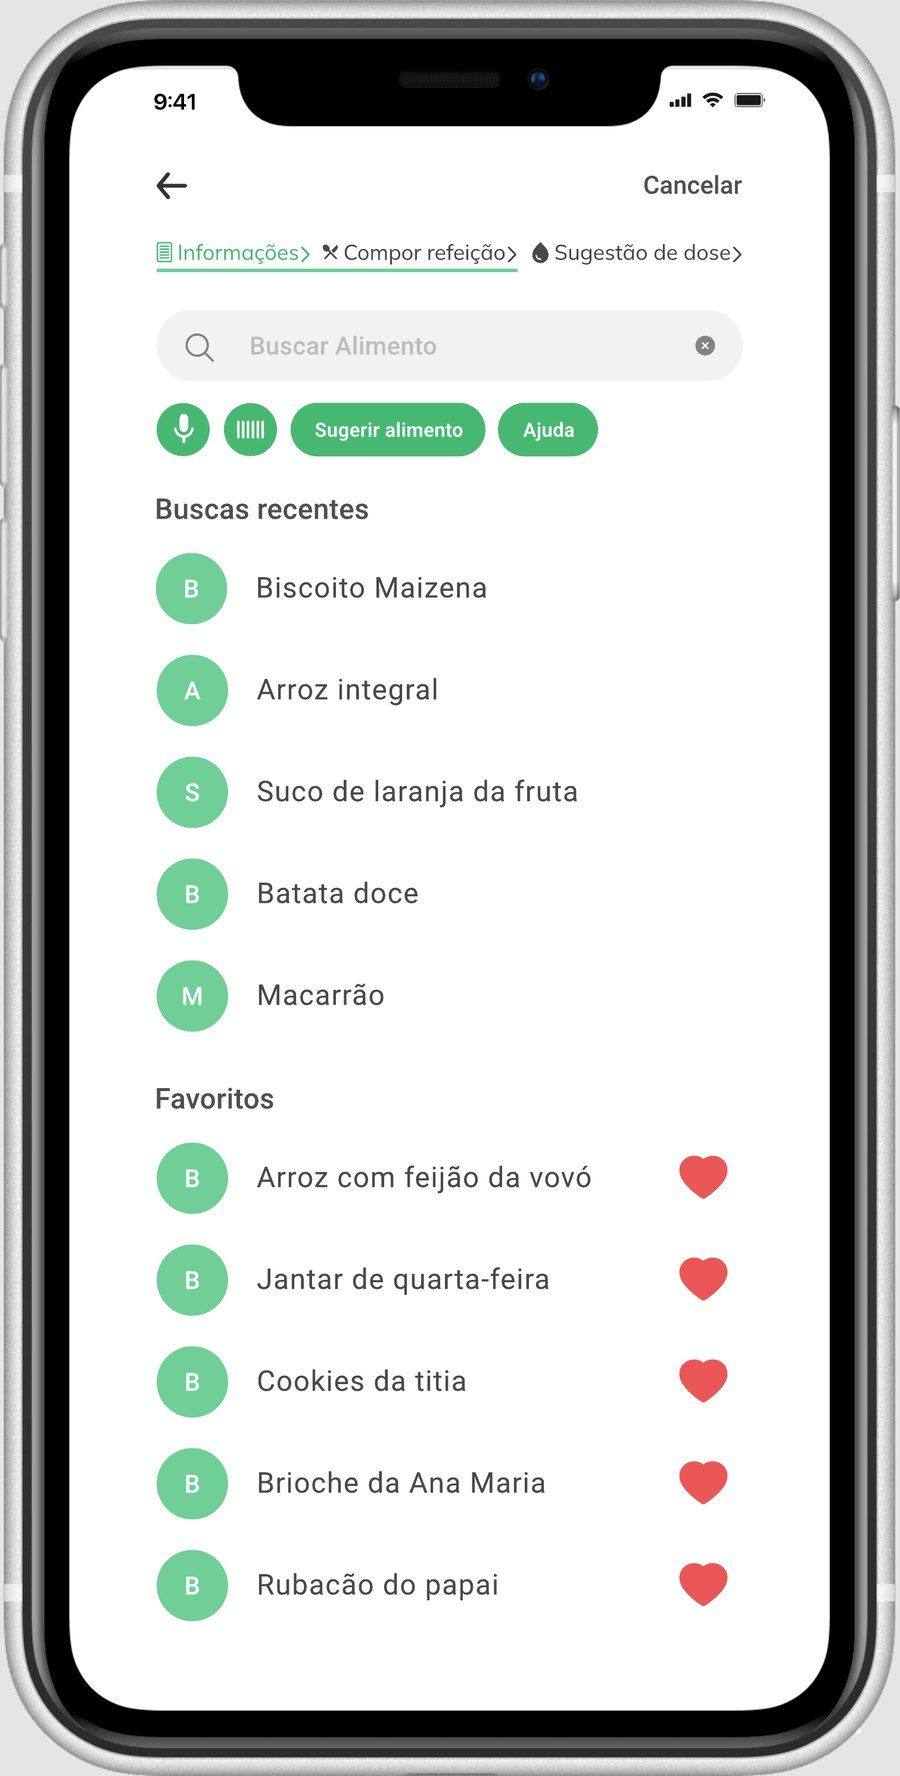 9:41
Cancelar
Informações Compor refeição Sugestão de dose
Buscar Alimento
Sugerir alimento Ajuda
Buscas recentes
B Biscoito Maizena
A Arroz integral
S Suco de laranja da fruta
B Batata doce
M Macarrão
Favoritos
B Arroz com feijão da vovó
B Jantar de quarta-feira
B Cookies da titia
B Brioche da Ana Maria
B Rubacão do papai